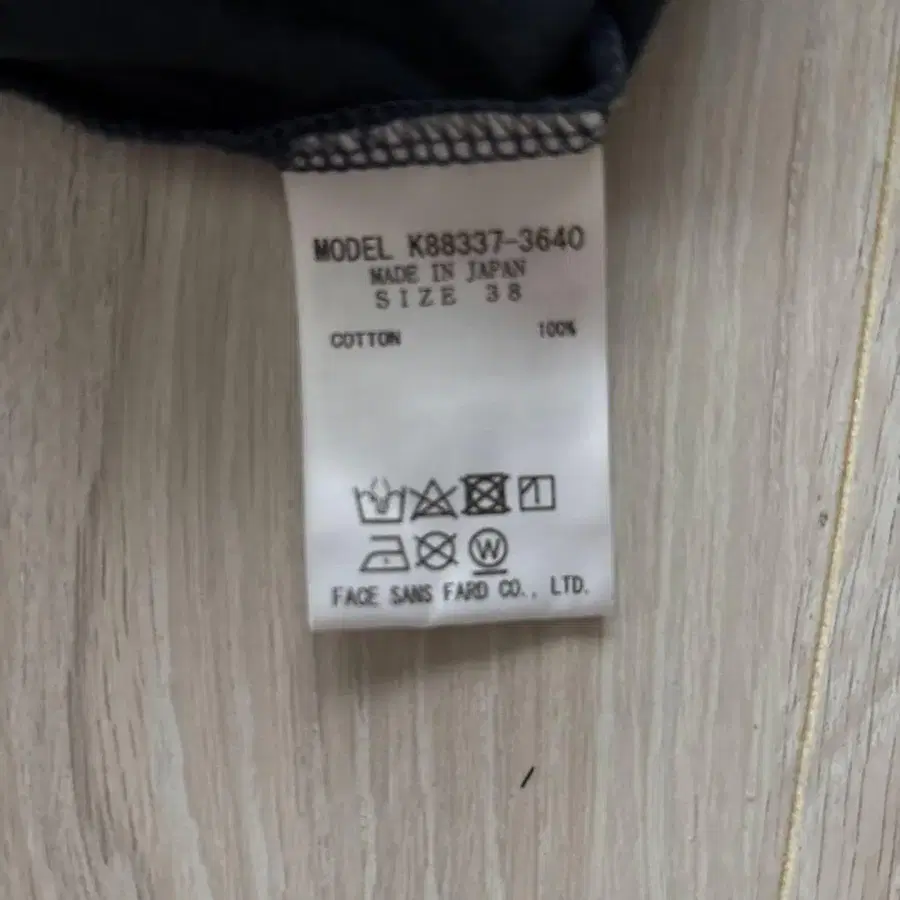 MODEL K88337-3640
MADE IN JAPAN
SIZE 38
COTTON 100%
W
FACE SANS FARD CO., LTD.